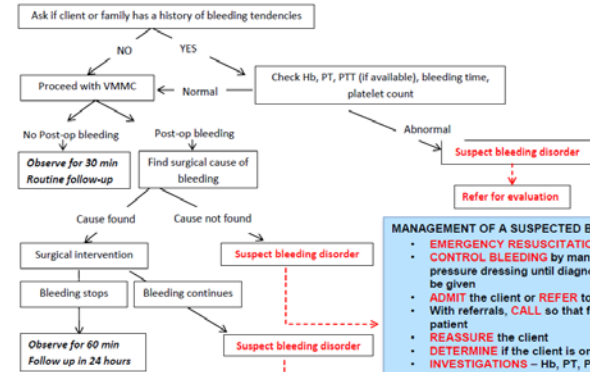 Ask if client or family has a history of bleeding tendencies
NO
YES
Proceed with VMMC
Normal
Check Hb, PT, PTT (if available), bleeding time,
platelet count
Abnormal
No Post-op bleeding
Post-op bleeding
Suspect bleeding disorder
Observe for 30 min
Routine follow-up
Find surgical cause of
bleeding
Refer for evaluation
Cause found
Cause not found
Surgical intervention
Suspect bleeding disorder
Bleeding stops
Bleeding continues
Observe for 60 min
Follow up in 24 hours
Suspect bleeding disorder
MANAGEMENT OF A SUSPECTED B
• EMERGENCY RESUSCITATIO
• CONTROL BLEEDING by man
pressure dressing until diagno
be given
• ADMIT the client or REFER to
• With referrals, CALL so that f
patient
• REASSURE the client
• DETERMINE if the client is on
• INVESTIGATIONS – Hb, PT, P